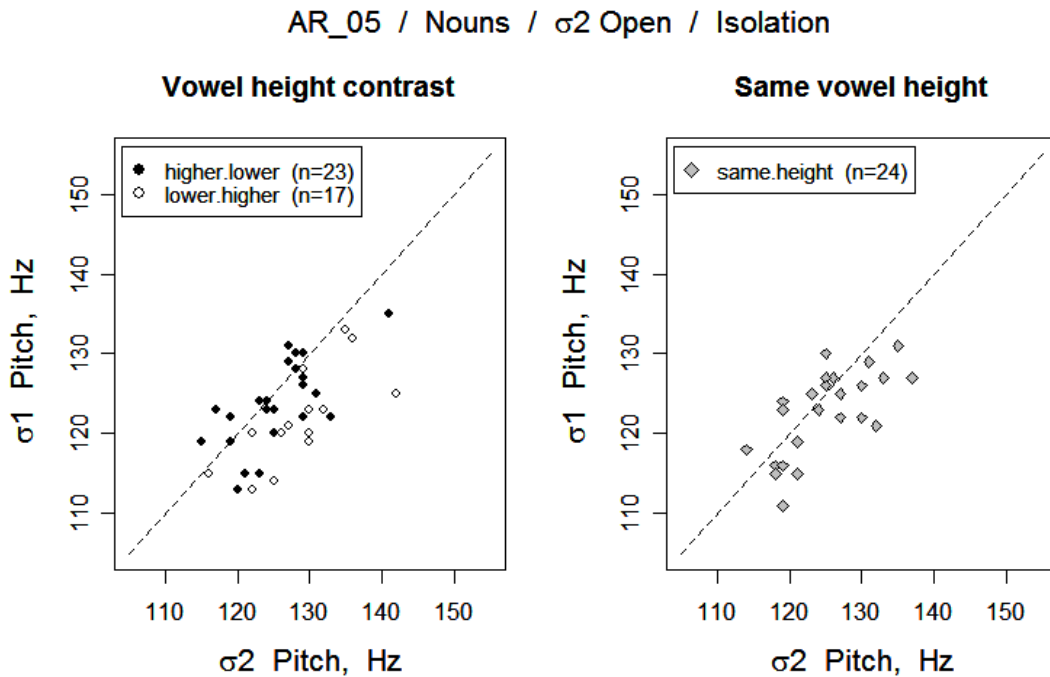 AR_05 / Nouns / σ2 Open / Isolation
Vowel height contrast
higher.lower (n=23)
lower.higher (n=17)
150
140
130
120
110
σ1 Pitch, Hz
110 120 130 140 150
σ2 Pitch, Hz
Same vowel height
same.height (n=24)
150
140
130
120
110
σ1 Pitch, Hz
110 120 130 140 150
σ2 Pitch, Hz